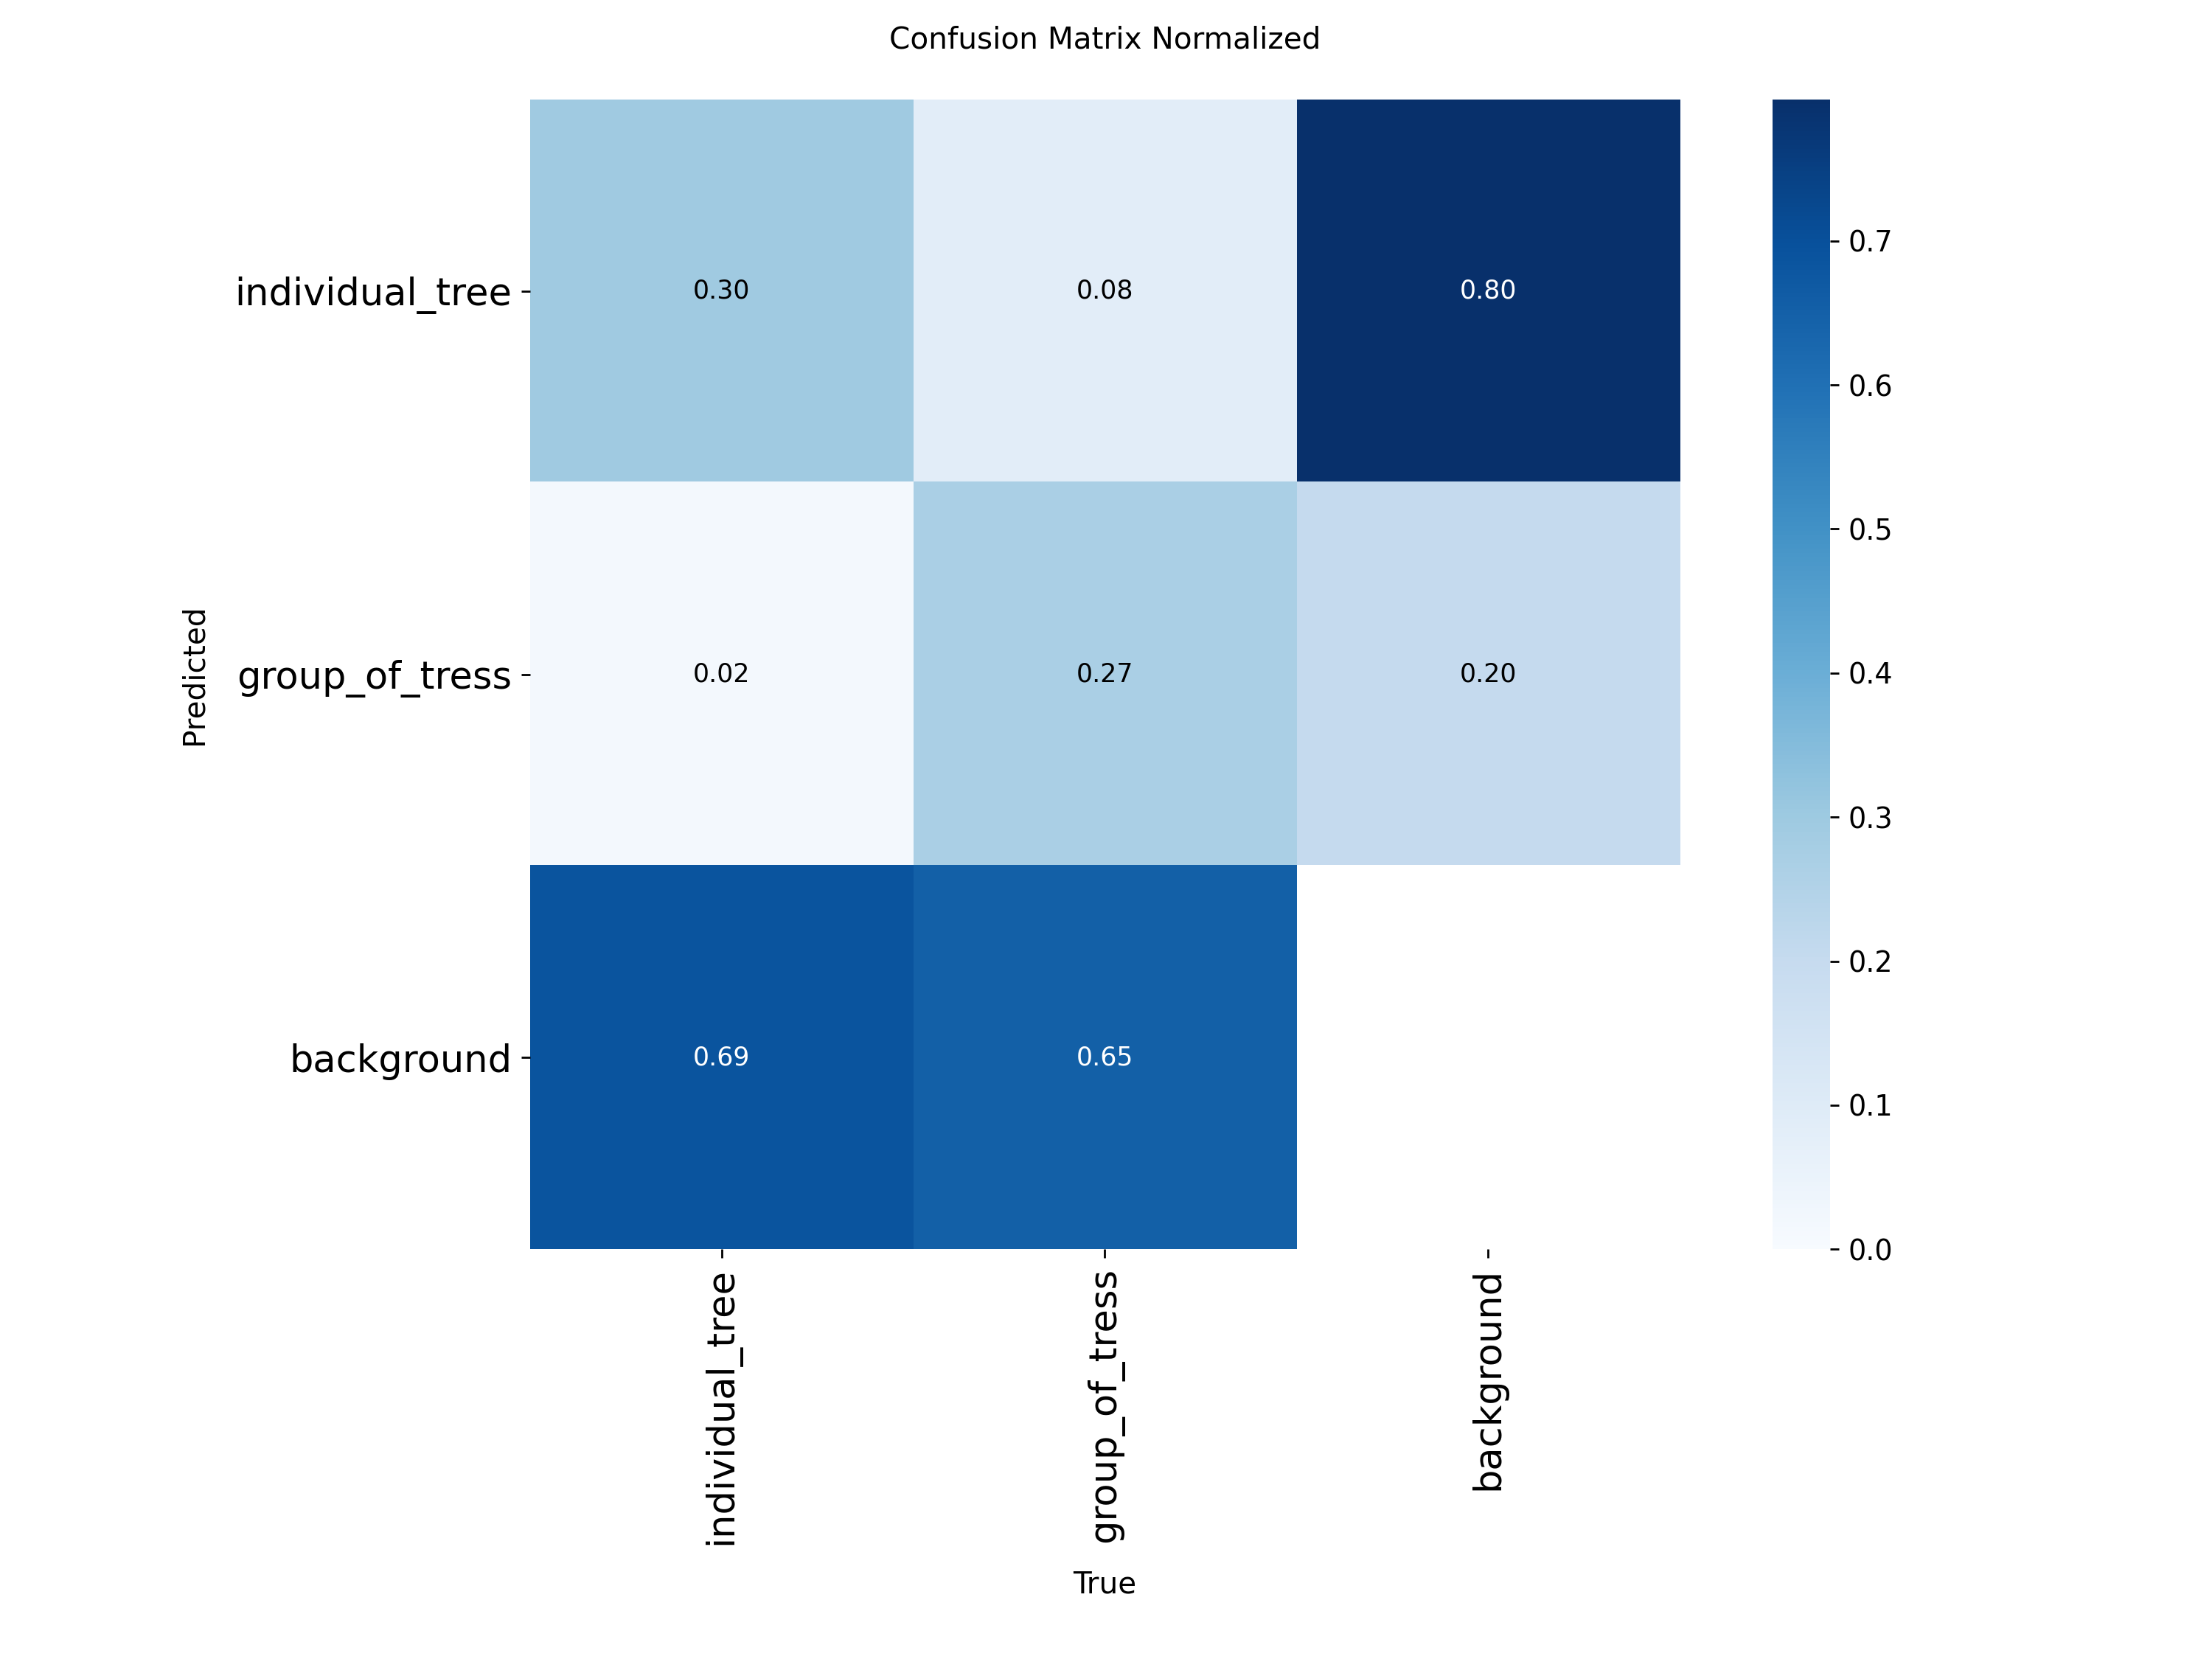 Confusion Matrix Normalized
individual_tree
0.30
0.08
0.80
0.7
0.6
0.5
0.4
0.3
0.2
0.1
0.0
Predicted
group_of_tress
0.02
0.27
0.20
background
0.69
0.65
individual_tree
group_of_tress
background
True